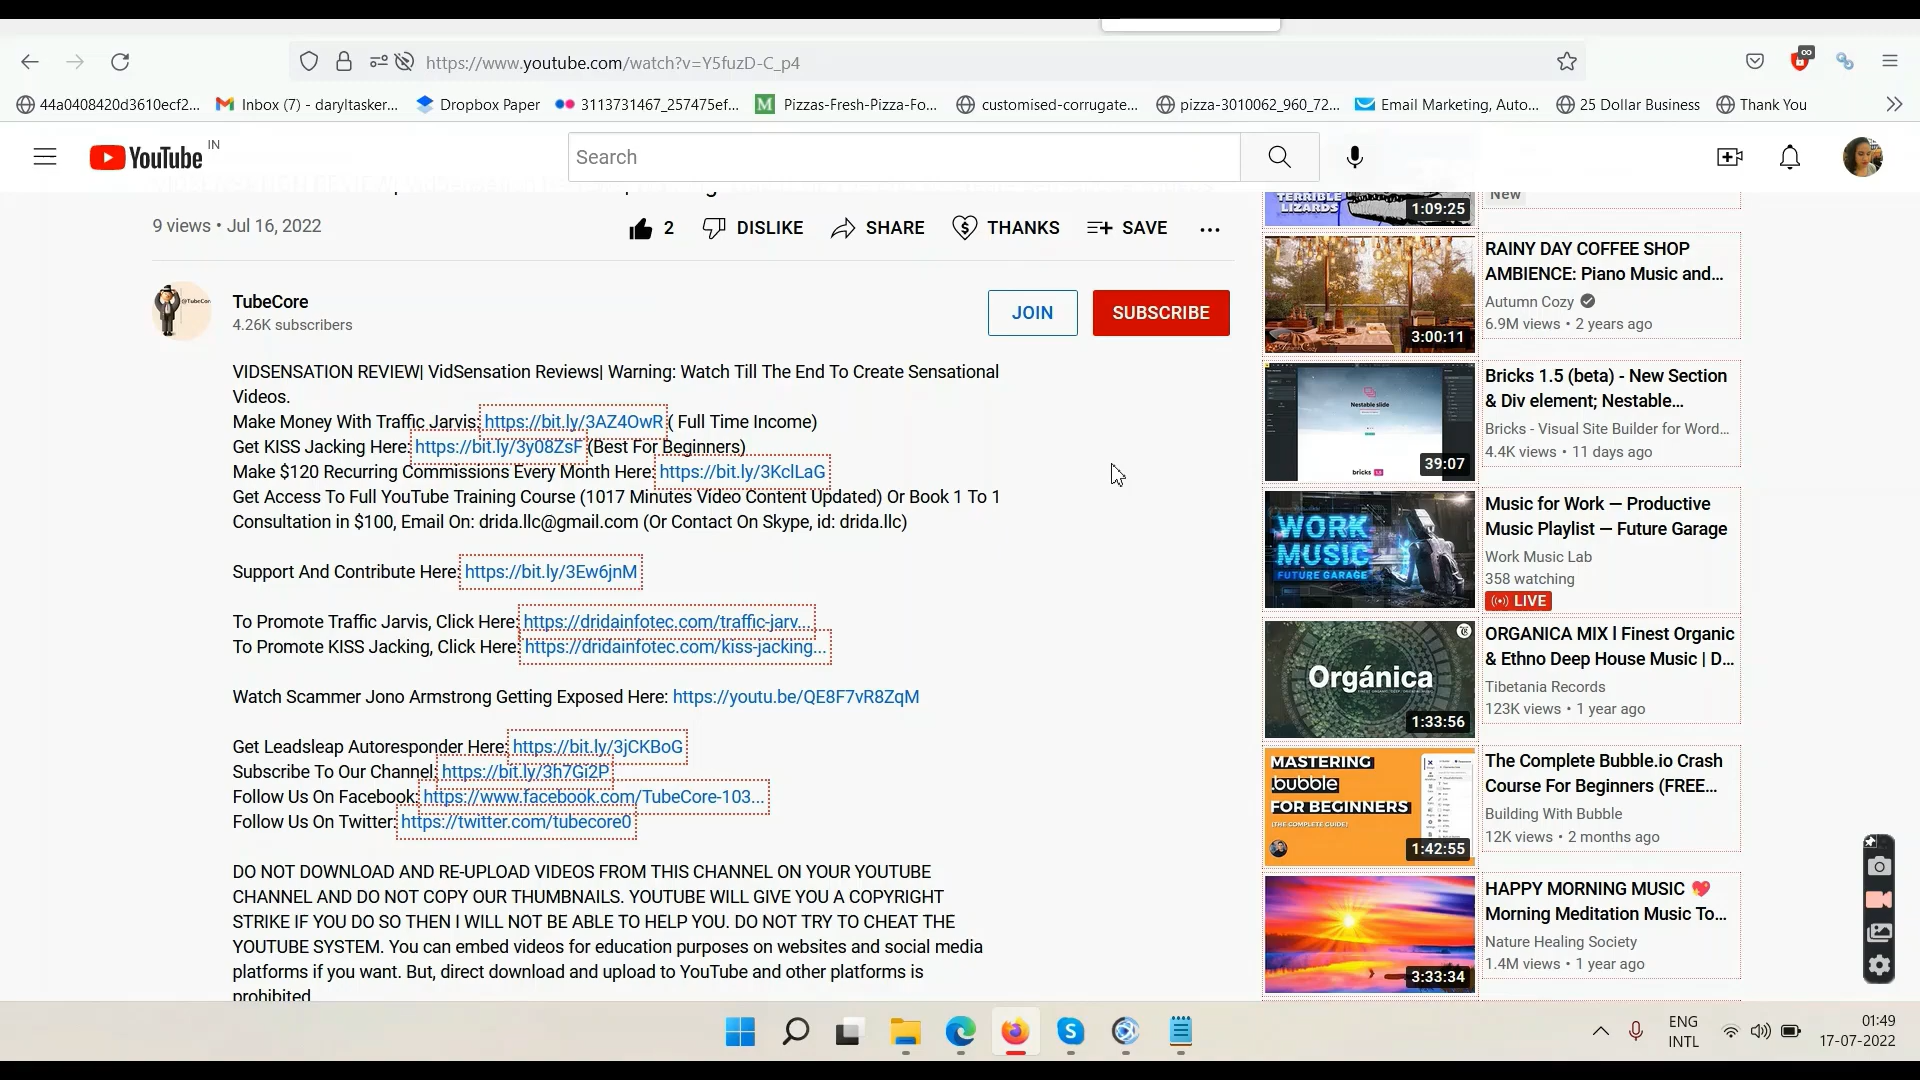 https://www.youtube.com/watch?v=Y5fuzD-C_p4
44a0408420d3610ecf2...
Inbox (7) - daryltasker...
Dropbox Paper
3113731467_257475ef...
Pizzas-Fresh-Pizza-Fo...
customised-corrugate...
pizza-3010062_960_72...
Email Marketing, Auto...
25 Dollar Business
Thank You
YouTube IN
Search
9 views • Jul 16, 2022
2
DISLIKE
SHARE
THANKS
SAVE
TubeCore
4.26K subscribers
JOIN
SUBSCRIBE
VIDSENSATION REVIEW| VidSensation Reviews| Warning: Watch Till The End To Create Sensational
Videos.
Make Money With Traffic Jarvis: https://bit.ly/3AZ4OwR ( Full Time Income)
Get KISS Jacking Here: https://bit.ly/3y08ZsF (Best For Beginners)
Make $120 Recurring Commissions Every Month Here: https://bit.ly/3KclLaG
Get Access To Full YouTube Training Course (1017 Minutes Video Content Updated) Or Book 1 To 1
Consultation in $100, Email On: drida.llc@gmail.com (Or Contact On Skype, id: drida.llc)
Support And Contribute Here: https://bit.ly/3Ew6jnM
To Promote Traffic Jarvis, Click Here: https://dridainfotec.com/traffic-jarv...
To Promote KISS Jacking, Click Here: https://dridainfotec.com/kiss-jacking...
Watch Scammer Jono Armstrong Getting Exposed Here: https://youtu.be/QE8F7vR8ZqM
Get Leadsleap Autoresponder Here: https://bit.ly/3jCKBoG
Subscribe To Our Channel: https://bit.ly/3h7Gi2P
Follow Us On Facebook: https://www.facebook.com/TubeCore-103...
Follow Us On Twitter: https://twitter.com/tubecore0
DO NOT DOWNLOAD AND RE-UPLOAD VIDEOS FROM THIS CHANNEL ON YOUR YOUTUBE
CHANNEL AND DO NOT COPY OUR THUMBNAILS. YOUTUBE WILL GIVE YOU A COPYRIGHT
STRIKE IF YOU DO SO THEN I WILL NOT BE ABLE TO HELP YOU. DO NOT TRY TO CHEAT THE
YOUTUBE SYSTEM. You can embed videos for education purposes on websites and social media
platforms if you want. But, direct download and upload to YouTube and other platforms is
prohibited
TERRIBLE
LIZARDS
1:09:25
New
3:00:11
RAINY DAY COFFEE SHOP
AMBIENCE: Piano Music and...
Autumn Cozy
6.9M views • 2 years ago
Nestable slide
bricks
39:07
Bricks 1.5 (beta) - New Section
& Div element; Nestable...
Bricks - Visual Site Builder for Word...
4.4K views • 11 days ago
WORK
MUSIC
FUTURE GARAGE
Music for Work — Productive
Music Playlist — Future Garage
Work Music Lab
358 watching
LIVE
Orgánica
1:33:56
ORGANICA MIX l Finest Organic
& Ethno Deep House Music | D...
Tibetania Records
123K views • 1 year ago
MASTERING
.bubble
FOR BEGINNERS
(THE COMPLETE GUIDE)
1:42:55
The Complete Bubble.io Crash
Course For Beginners (FREE...
Building With Bubble
12K views • 2 months ago
3:33:34
HAPPY MORNING MUSIC 💖
Morning Meditation Music To...
Nature Healing Society
1.4M views • 1 year ago
ENG
INTL
01:49
17-07-2022